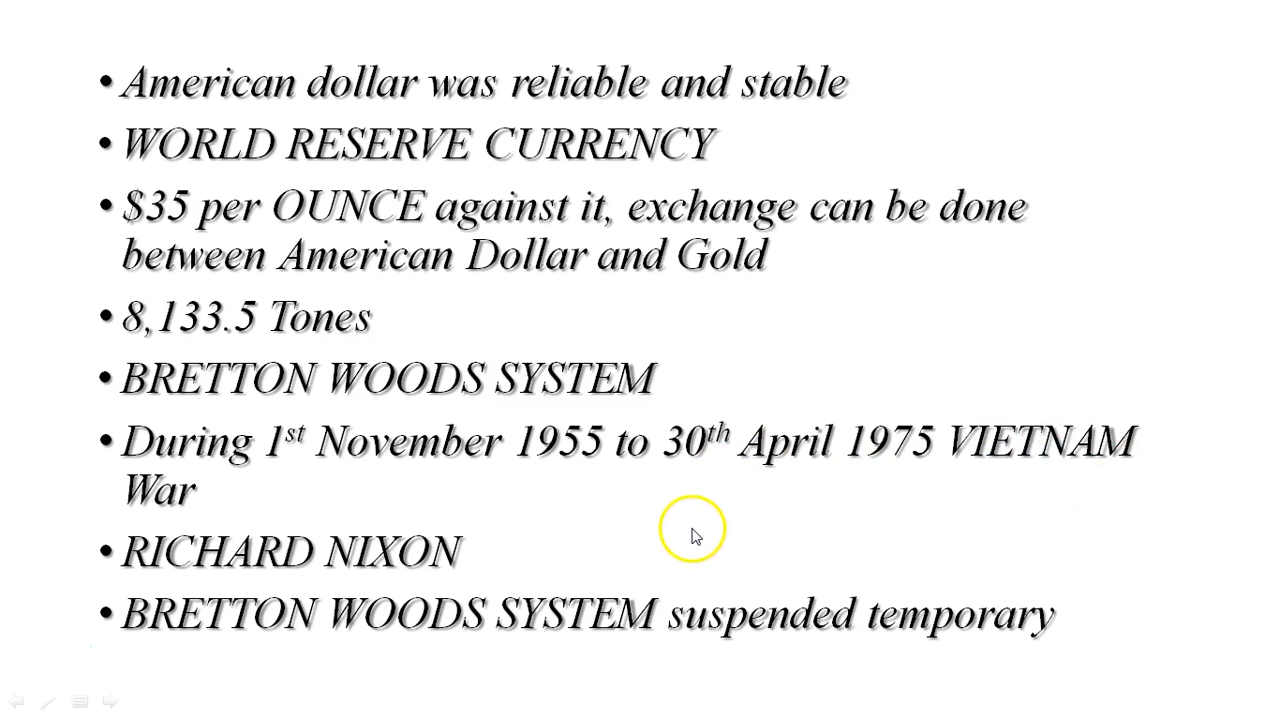 • American dollar was reliable and stable
• WORLD RESERVE CURRENCY
• $35 per OUNCE against it, exchange can be done
between American Dollar and Gold
• 8,133.5 Tones
• BRETTON WOODS SYSTEM
• During 1st November 1955 to 30th April 1975 VIETNAM
War
• RICHARD NIXON
• BRETTON WOODS SYSTEM suspended temporary